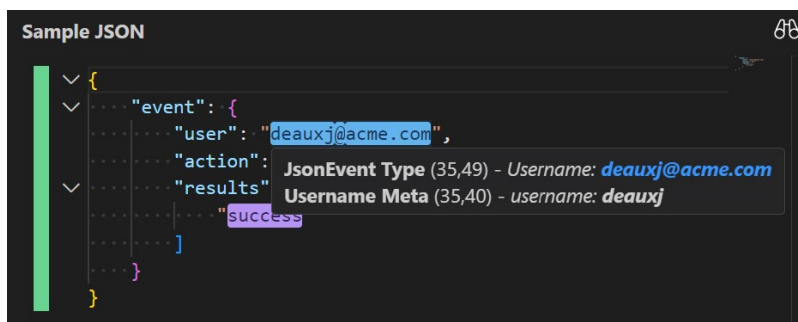 Sample JSON
{
"event": {
"user": "deauxj@acme.com",
"action":
"results"
"success
]
}
}
JsonEvent Type (35,49) - Username: deauxj@acme.com
Username Meta (35,40) - username: deauxj